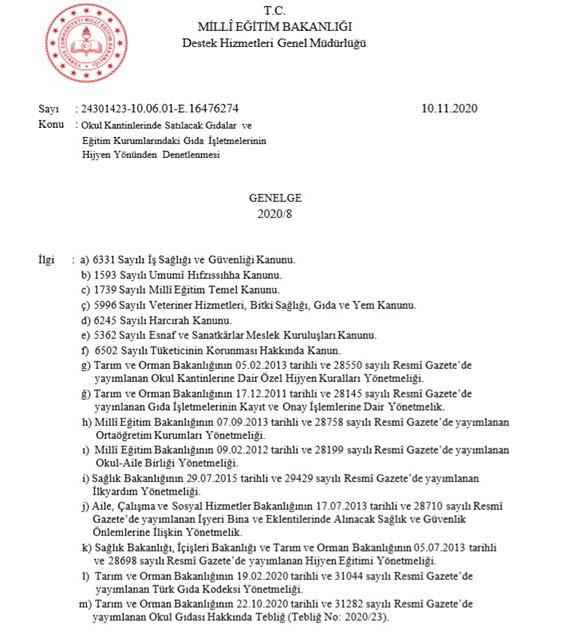 T.C.
MİLLÎ EĞİTİM BAKANLIĞI
Destek Hizmetleri Genel Müdürlüğü
Sayı : 24301423-10.06.01-E.16476274 10.11.2020
Konu : Okul Kantinlerinde Satılacak Gıdalar ve
Eğitim Kurumlarındaki Gıda İşletmelerinin
Hijyen Yönünden Denetlenmesi
GENELGE
2020/8
İlgi : a) 6331 Sayılı İş Sağlığı ve Güvenliği Kanunu.
b) 1593 Sayılı Umumî Hıfzıssıhha Kanunu.
c) 1739 Sayılı Millî Eğitim Temel Kanunu.
ç) 5996 Sayılı Veteriner Hizmetleri, Bitki Sağlığı, Gıda ve Yem Kanunu.
d) 6245 Sayılı Harcırah Kanunu.
e) 5362 Sayılı Esnaf ve Sanatkârlar Meslek Kuruluşları Kanunu.
f) 6502 Sayılı Tüketicinin Korunması Hakkında Kanun.
g) Tarım ve Orman Bakanlığının 05.02.2013 tarihli ve 28550 sayılı Resmî Gazete’de
yayımlanan Okul Kantinlerine Dair Özel Hijyen Kuralları Yönetmeliği.
ğ) Tarım ve Orman Bakanlığının 17.12.2011 tarihli ve 28145 sayılı Resmî Gazete’de
yayınlanan Gıda İşletmelerinin Kayıt ve Onay İşlemlerine Dair Yönetmelik.
h) Millî Eğitim Bakanlığının 07.09.2013 tarihli ve 28758 sayılı Resmî Gazete’de yayımlanan
Ortaöğretim Kurumları Yönetmeliği.
ı) Millî Eğitim Bakanlığının 09.02.2012 tarihli ve 28199 sayılı Resmî Gazete’de yayımlanan
Okul-Aile Birliği Yönetmeliği.
i) Sağlık Bakanlığının 29.07.2015 tarihli ve 29429 sayılı Resmî Gazete’de yayımlanan
İlkyardım Yönetmeliği.
j) Aile, Çalışma ve Sosyal Hizmetler Bakanlığının 17.07.2013 tarihli ve 28710 sayılı Resmî
Gazete’de yayımlanan İşyeri Bina ve Eklentilerinde Alınacak Sağlık ve Güvenlik
Önlemlerine İlişkin Yönetmelik.
k) Sağlık Bakanlığı, İçişleri Bakanlığı ve Tarım ve Orman Bakanlığının 05.07.2013 tarihli
ve 28698 sayılı Resmî Gazete’de yayımlanan Hijyen Eğitimi Yönetmeliği.
l) Tarım ve Orman Bakanlığının 19.02.2020 tarihli ve 31044 sayılı Resmî Gazete’de
yayımlanan Türk Gıda Kodeksi Yönetmeliği.
m) Tarım ve Orman Bakanlığının 22.10.2020 tarihli ve 31282 sayılı Resmî Gazete’de
yayımlanan Okul Gıdası Hakkında Tebliğ (Tebliğ No: 2020/23).